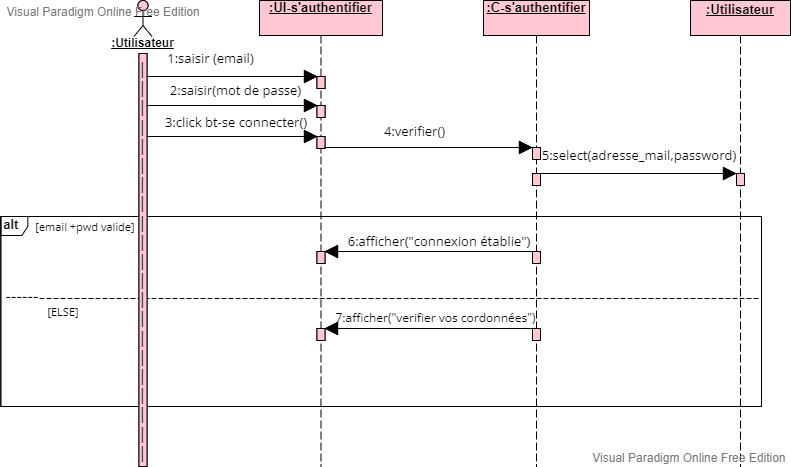 Visual Paradigm Online Free Edition
:UI-s'authentifier
:C-s'authentifier
:Utilisateur
:Utilisateur
1:saisir (email)
2:saisir(mot de passe)
3:click bt-se connecter()
4:verifier()
5:select(adresse_mail,password)
alt
[email +pwd valide]
6:afficher("connexion établie")
[ELSE]
7:afficher("verifier vos cordonnées")
Visual Paradigm Online Free Edition